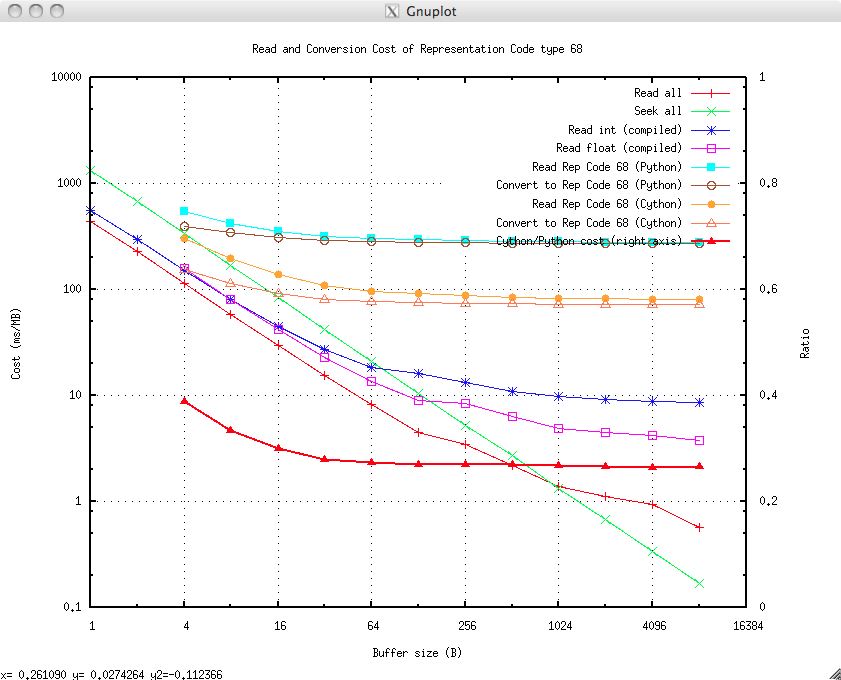 Gnuplot
Read and Conversion Cost of Representation Code type 68
10000
1000
100
10
1
0.1
1
0.8
0.6
0.4
0.2
0
Read all
Seek all
Read int (compiled)
Read float (compiled)
Read Rep Code 68 (Python)
Convert to Rep Code 68 (Python)
Read Rep Code 68 (Cython)
Convert to Rep Code 68 (Cython)
Cython/Python cost (right axis)
Cost (ms/MB)
Ratio
1 4 16 64 256 1024 4096 16384
Buffer size (B)
x= 0.261090 y= 0.0274264 y2=-0.112366